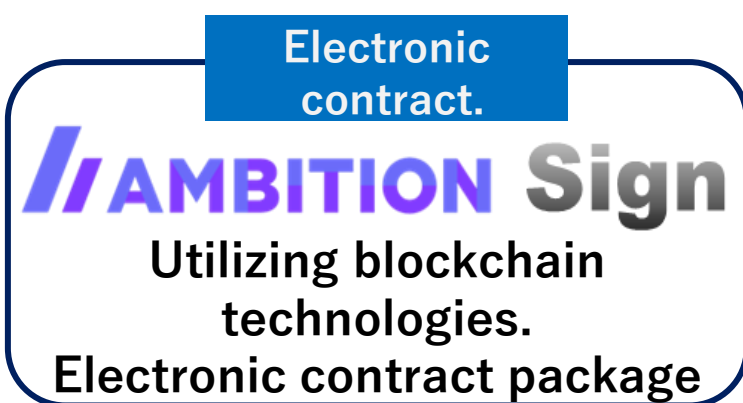 Electronic
contract.
AMBITION Sign
Utilizing blockchain
technologies.
Electronic contract package